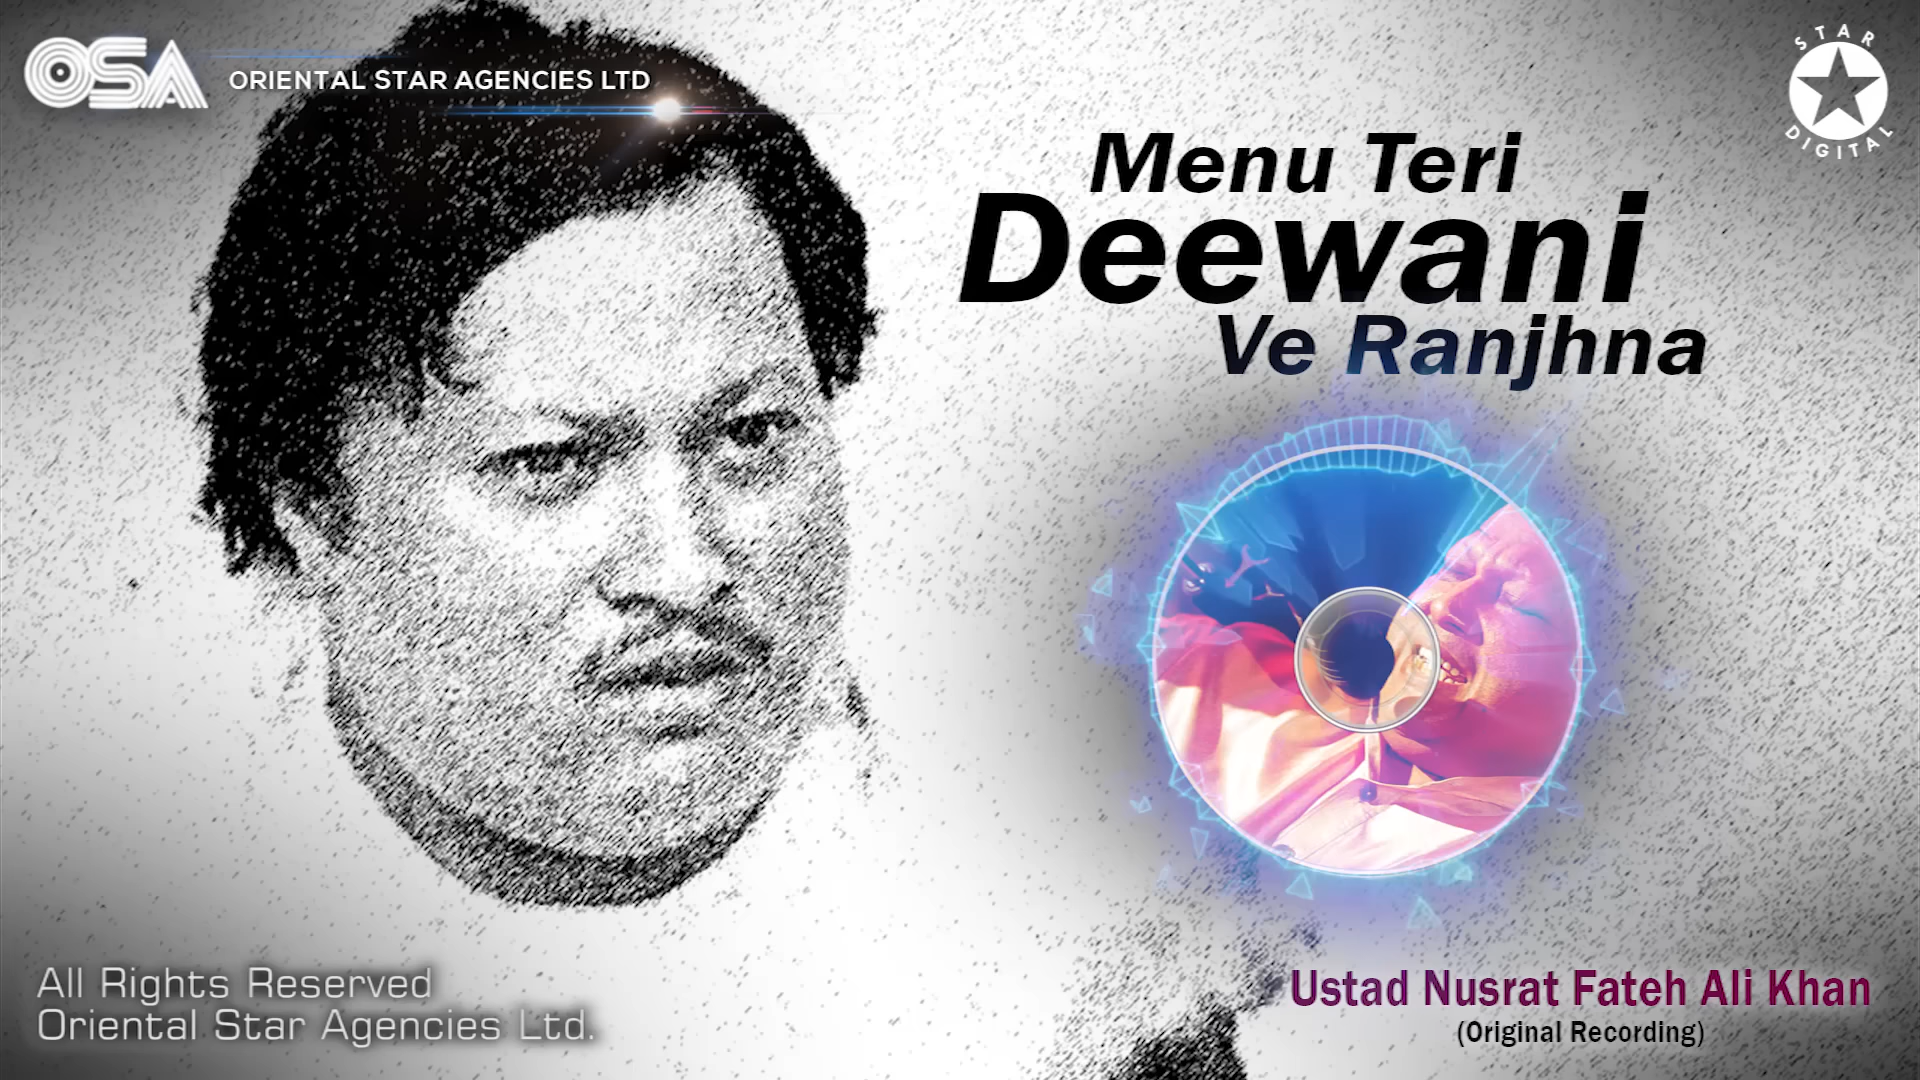 OSA ORIENTAL STAR AGENCIES LTD
STAR
DIGITAL
Menu Teri
Deewani
Ve Ranjhna
All Rights Reserved
Oriental Star Agencies Ltd.
Ustad Nusrat Fateh Ali Khan
(Original Recording)